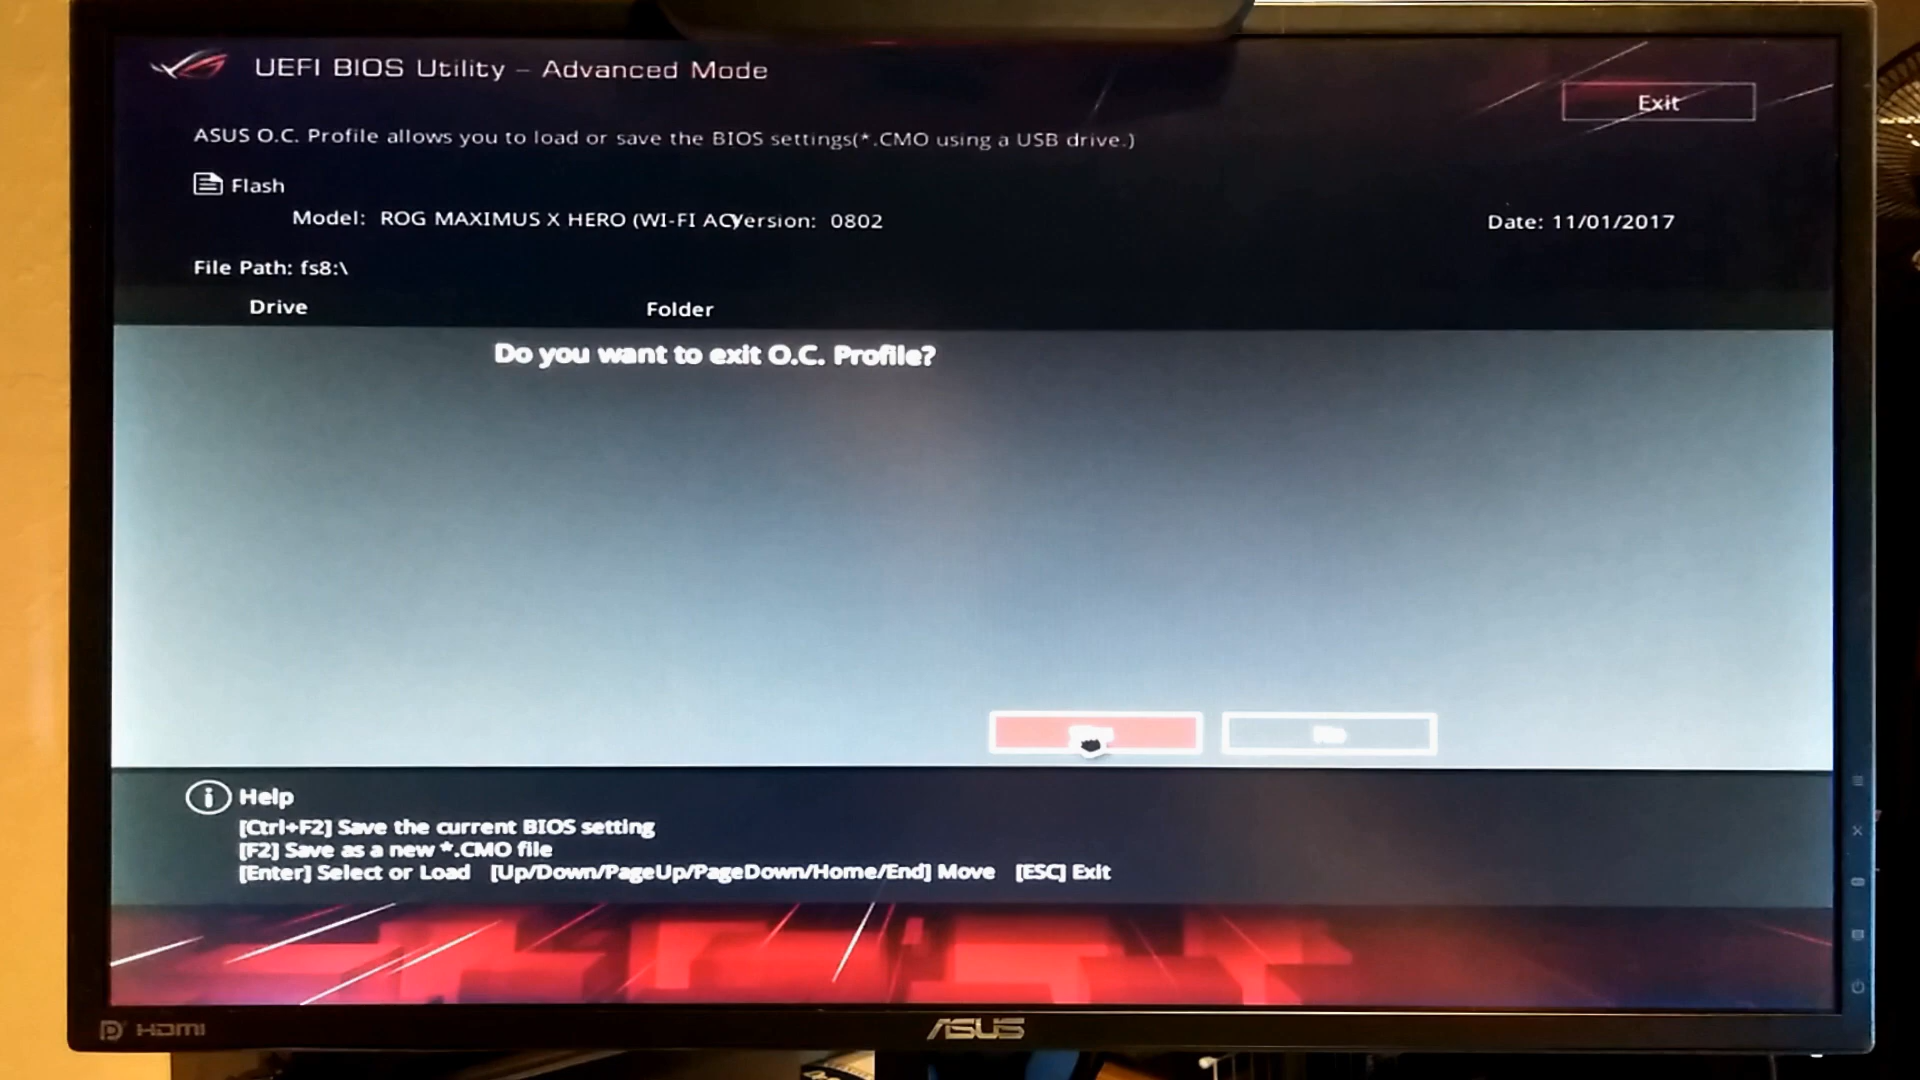 UEFI BIOS Utility – Advanced Mode
Exit
ASUS O.C. Profile allows you to load or save the BIOS settings(*.CMO using a USB drive.)
Flash
Model: ROG MAXIMUS X HERO (WI-FI AC) Version: 0802
Date: 11/01/2017
File Path: fs8:\
Drive
Folder
Do you want to exit O.C. Profile?
No
Help
[Ctrl+F2] Save the current BIOS setting
[F2] Save as a new *.CMO file
[Enter] Select or Load [Up/Down/PageUp/PageDown/Home/End] Move [ESC] Exit
HDMI
ASUS